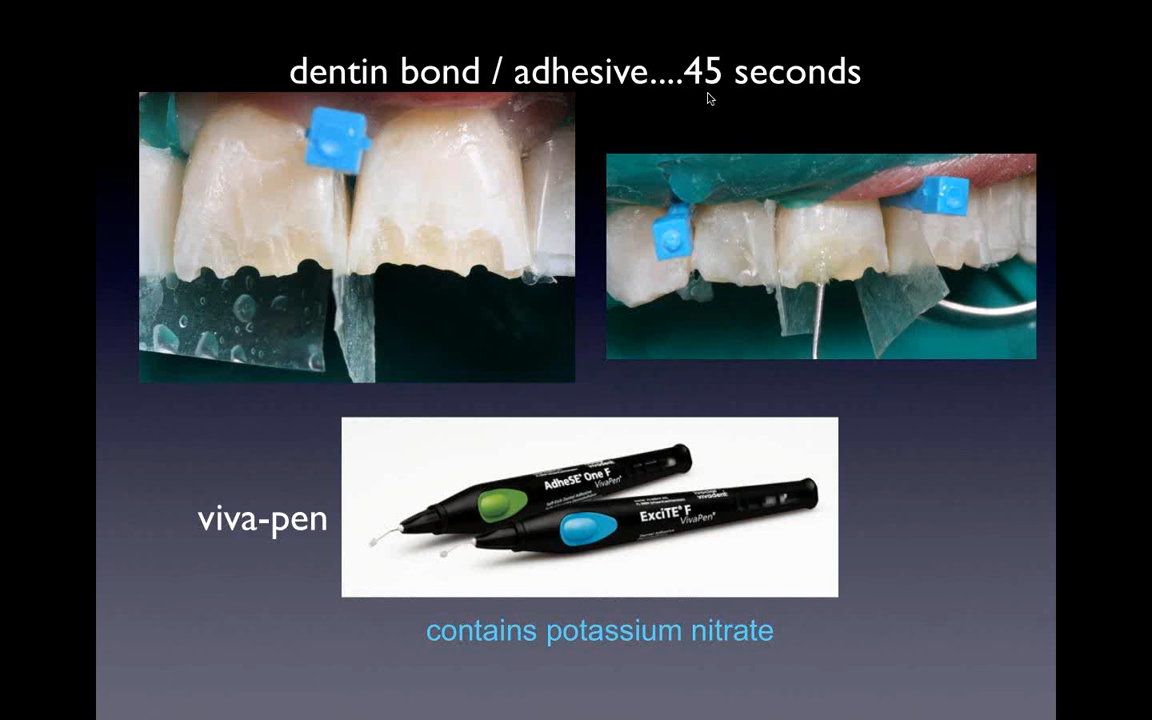 dentin bond / adhesive....45 seconds
viva-pen
AdheSE® One F
VivaPen®
ExciTE® F
VivaPen®
contains potassium nitrate